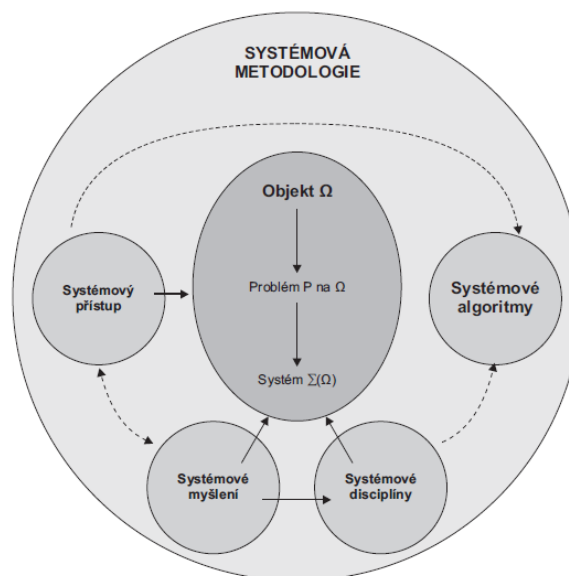 SYSTÉMOVÁ
METODOLOGIE
Objekt Ω
Problém P na Ω
Systém ∑(Ω)
Systémový
přístup
Systémové
algoritmy
Systémové
myšlení
Systémové
disciplíny